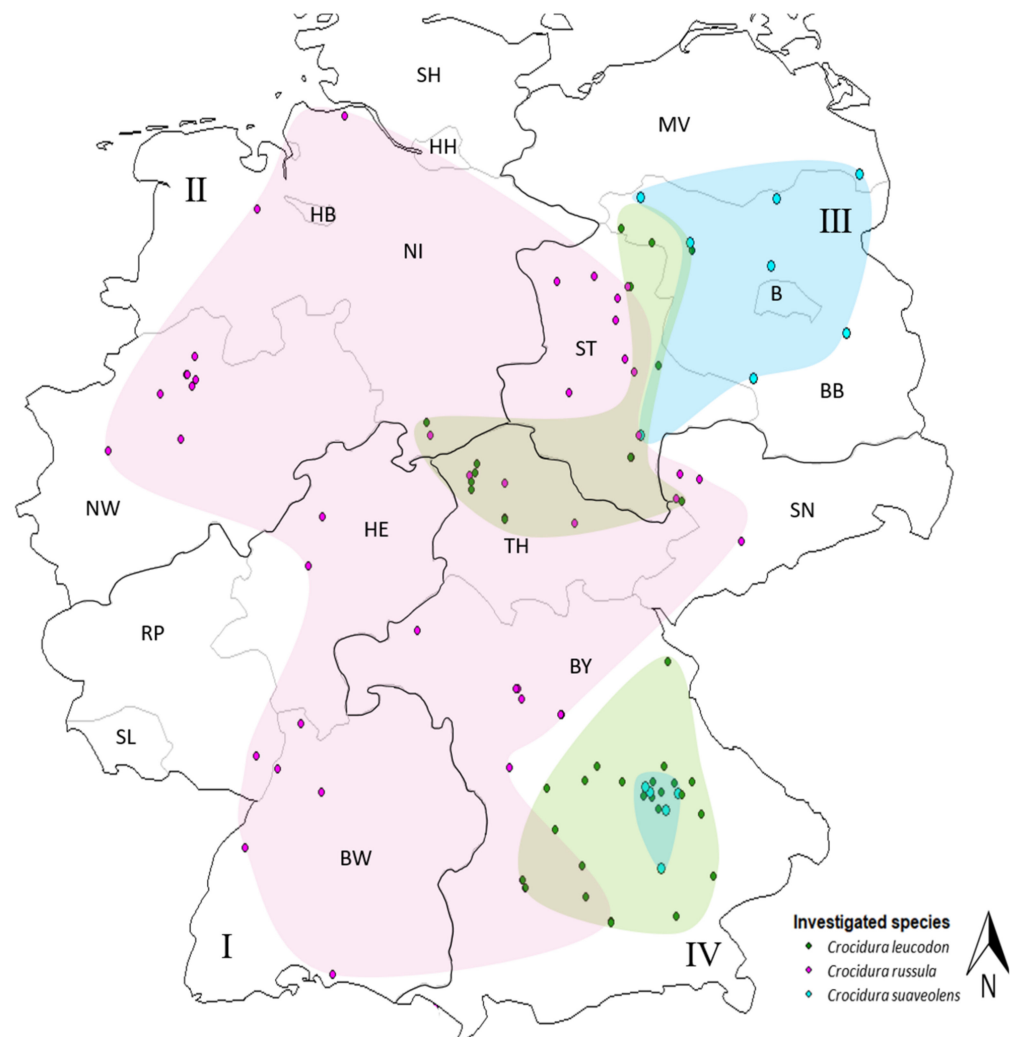 SH
MV
HH
II
HB
III
NI
B
ST
BB
NW
SN
HE
TH
RP
BY
SL
BW
I
IV
Investigated species
Crocidura leucodon
Crocidura russula
Crocidura suaveolens
N